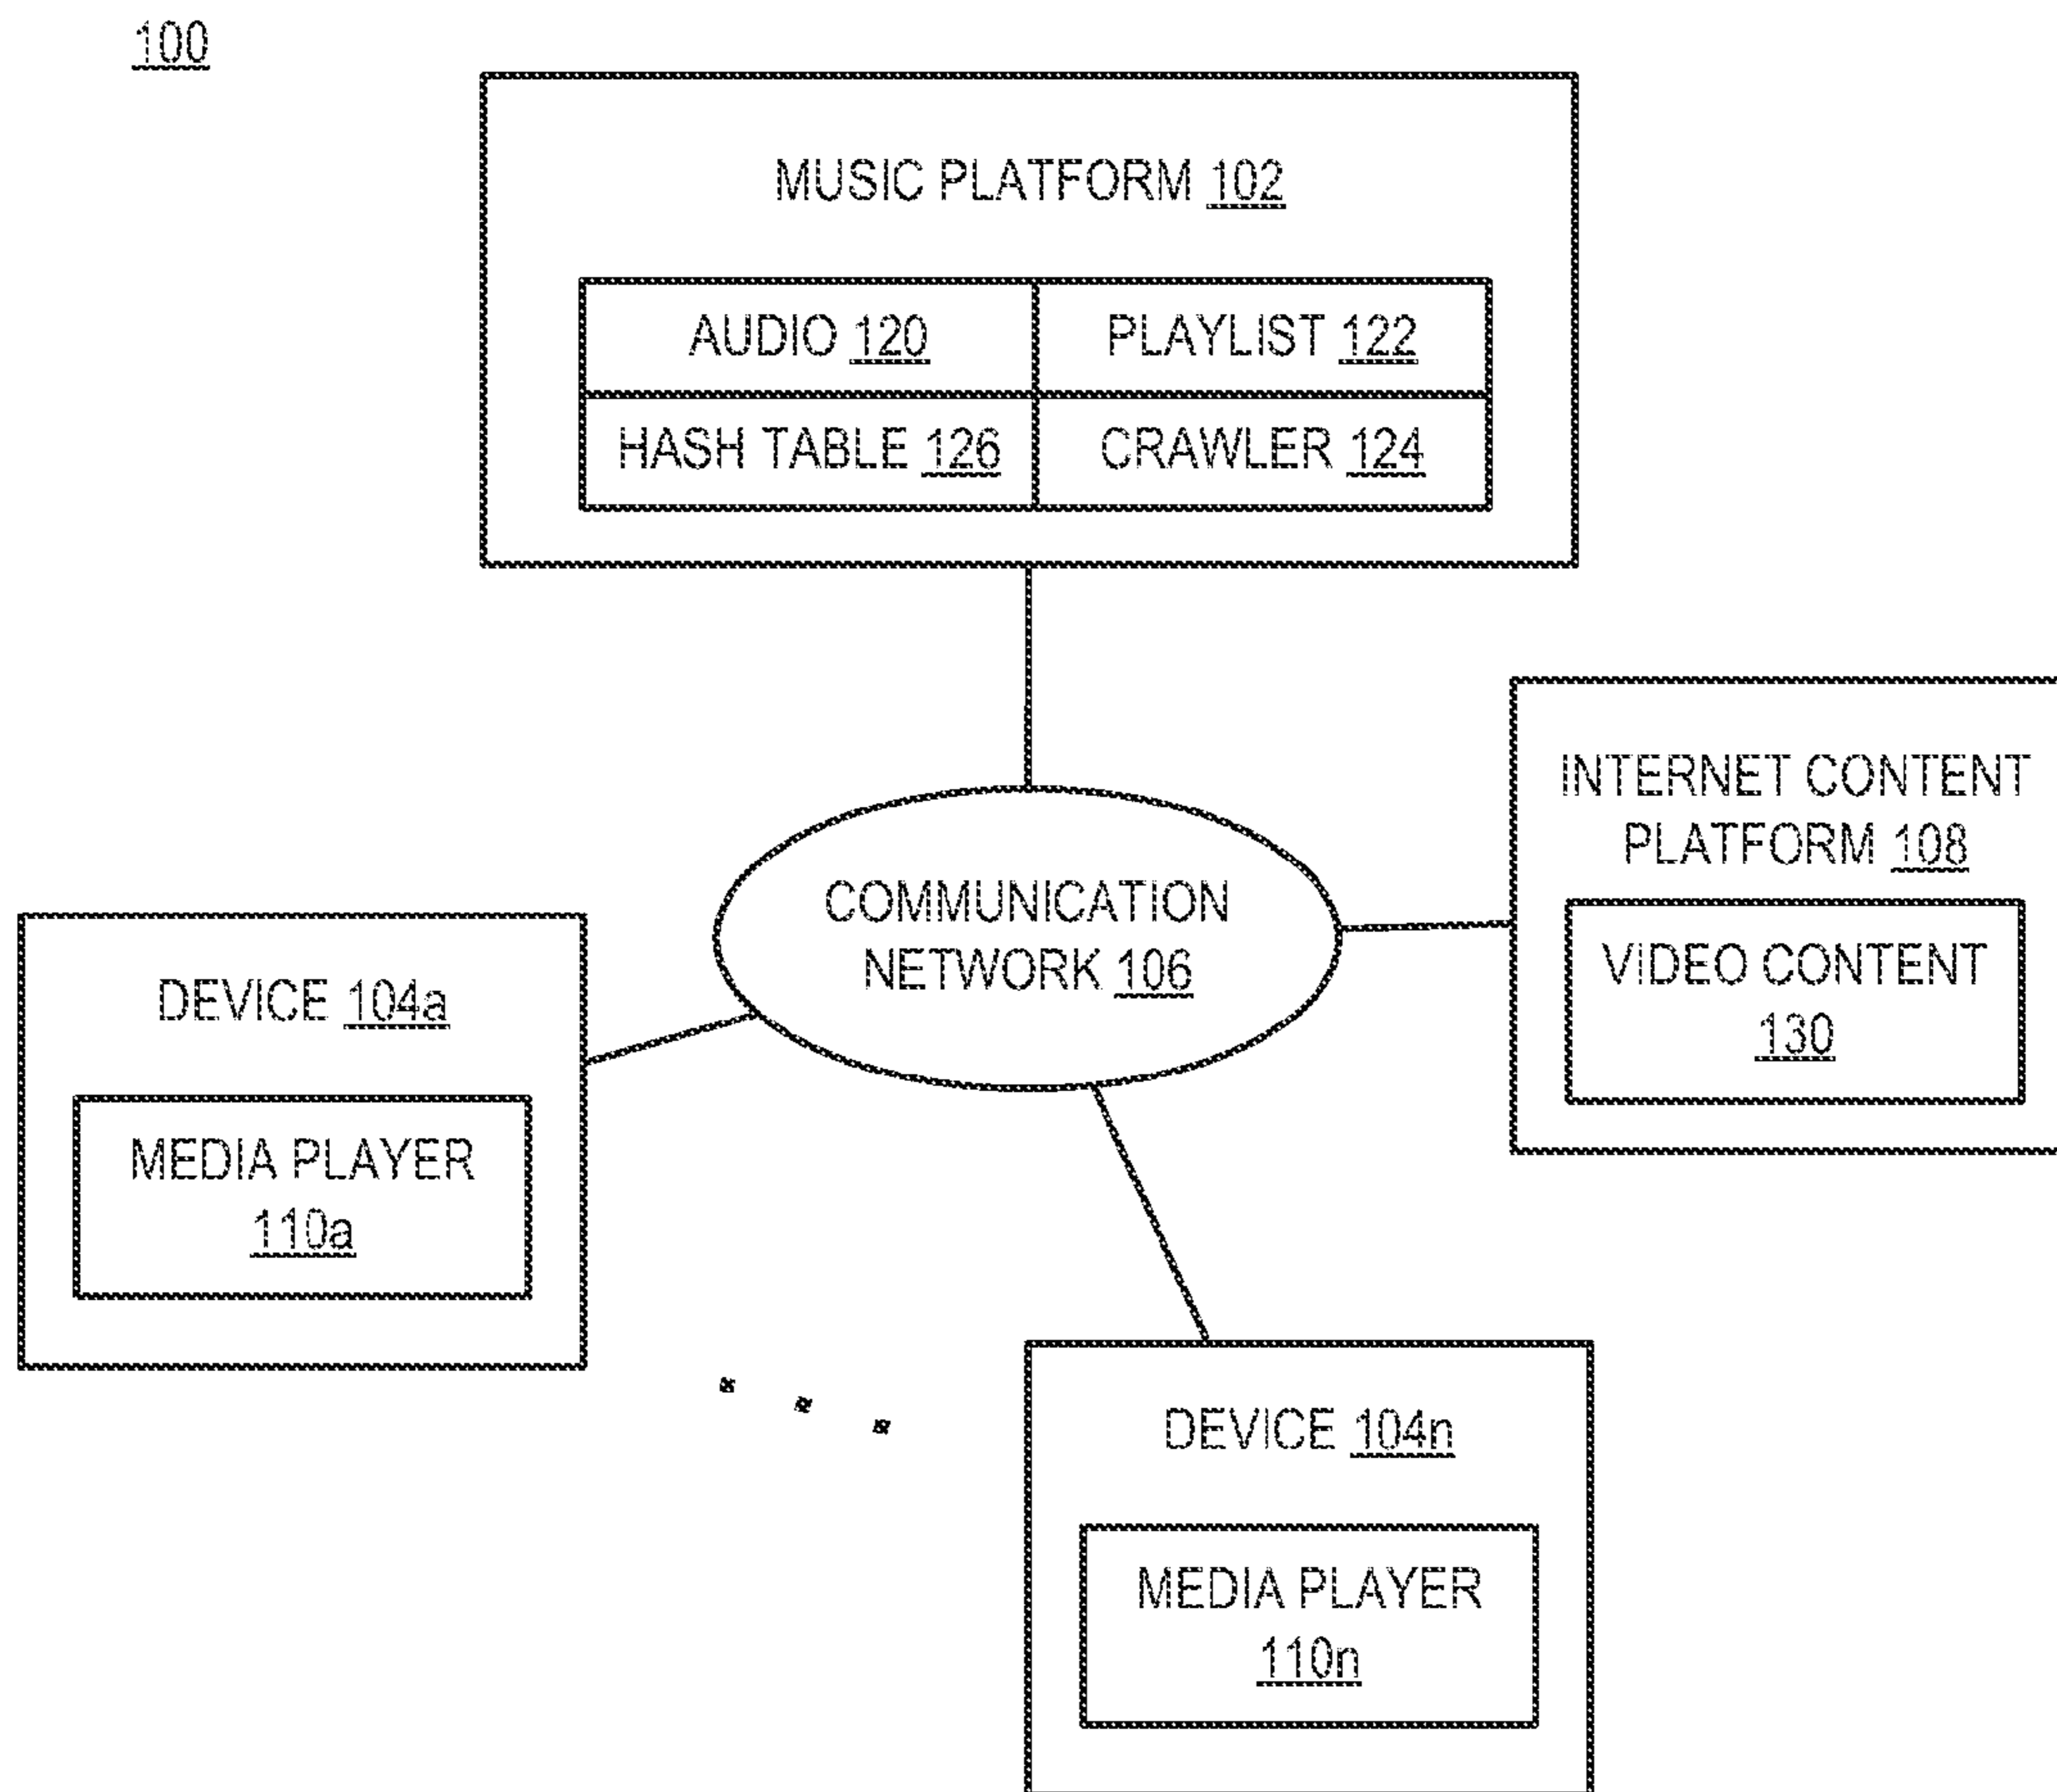 100
MUSIC PLATFORM 102
AUDIO 120
PLAYLIST 122
HASH TABLE 126
CRAWLER 124
INTERNET CONTENT
PLATFORM 108
VIDEO CONTENT
130
COMMUNICATION
NETWORK 106
DEVICE 104a
MEDIA PLAYER
110a
DEVICE 104n
MEDIA PLAYER
110n